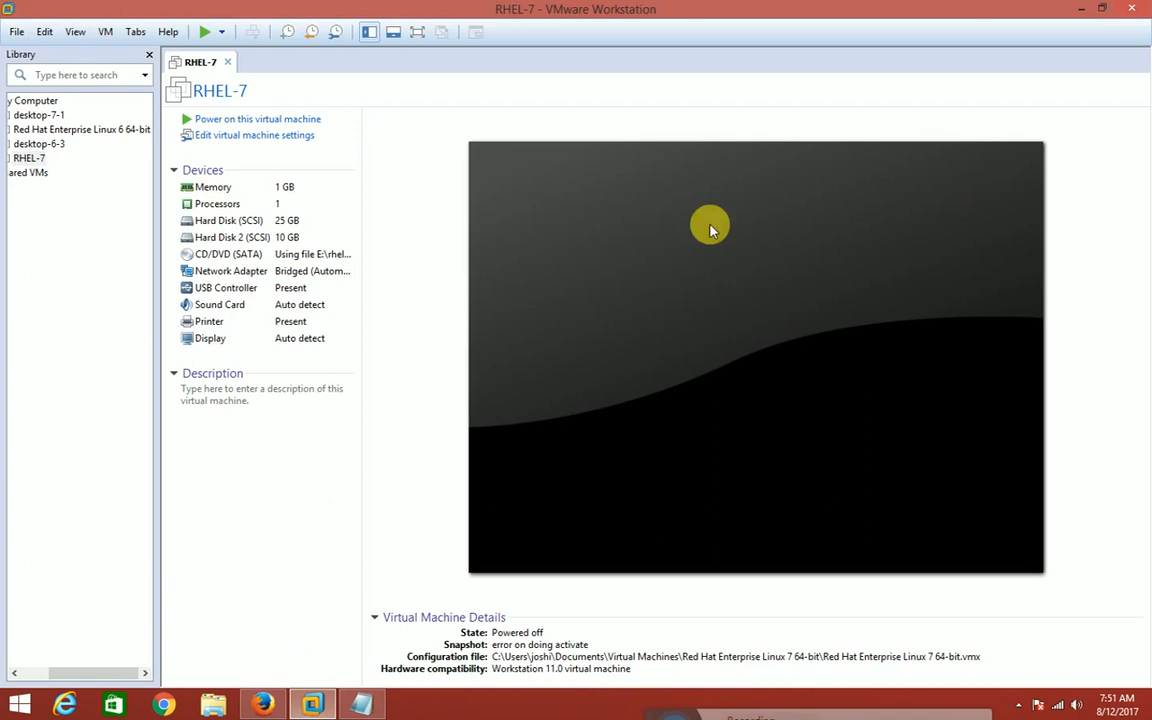 RHEL-7 - VMware Workstation
File Edit View VM Tabs Help
Library
Type here to search
y Computer
desktop-7-1
Red Hat Enterprise Linux 6 64-bit
desktop-6-3
RHEL-7
ared VMs
RHEL-7
RHEL-7
Power on this virtual machine
Edit virtual machine settings
Devices
Memory 1 GB
Processors 1
Hard Disk (SCSI) 25 GB
Hard Disk 2 (SCSI) 10 GB
CD/DVD (SATA) Using file E:\rhel...
Network Adapter Bridged (Autom...
USB Controller Present
Sound Card Auto detect
Printer Present
Display Auto detect
Description
Type here to enter a description of this
virtual machine.
Virtual Machine Details
State: Powered off
Snapshot: error on doing activate
Configuration file: C:\Users\joshi\Documents\Virtual Machines\Red Hat Enterprise Linux 7 64-bit\Red Hat Enterprise Linux 7 64-bit.vmx
Hardware compatibility: Workstation 11.0 virtual machine
7:51 AM
8/12/2017